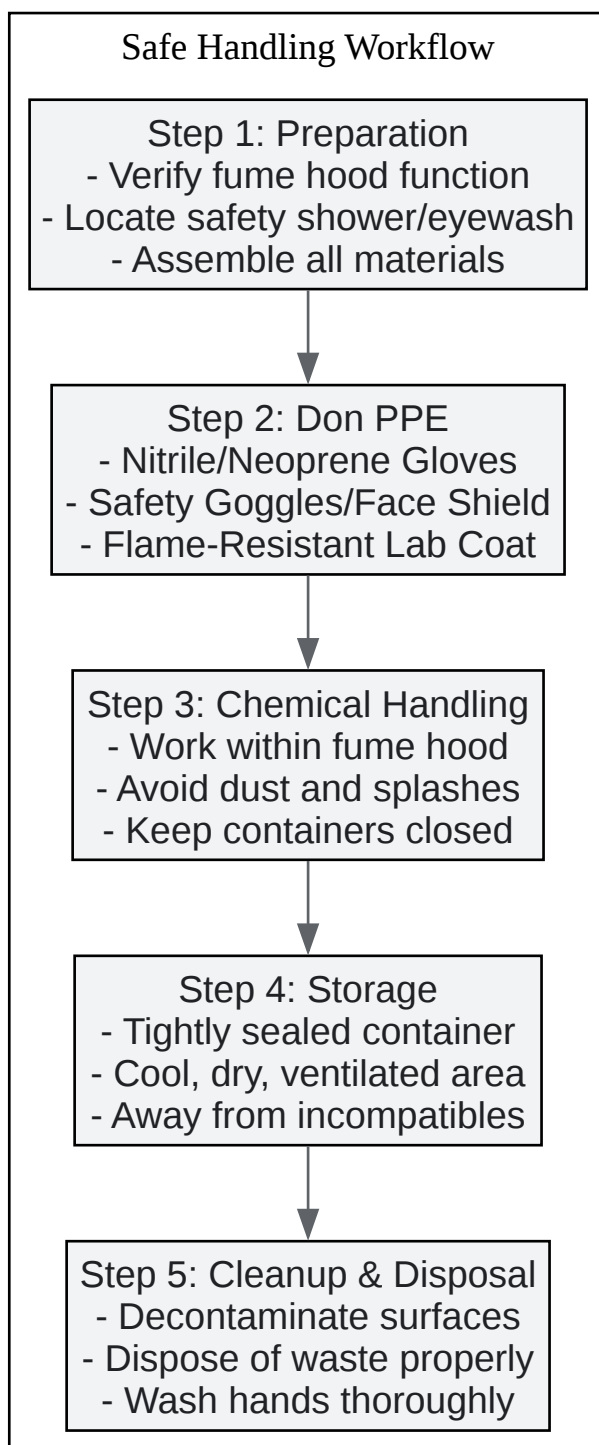 Safe Handling Workflow
Step 1: Preparation
- Verify fume hood function
- Locate safety shower/eyewash
- Assemble all materials
Step 2: Don PPE
- Nitrile/Neoprene Gloves
- Safety Goggles/Face Shield
- Flame-Resistant Lab Coat
Step 3: Chemical Handling
- Work within fume hood
- Avoid dust and splashes
- Keep containers closed
Step 4: Storage
- Tightly sealed container
- Cool, dry, ventilated area
- Away from incompatibles
Step 5: Cleanup & Disposal
- Decontaminate surfaces
- Dispose of waste properly
- Wash hands thoroughly